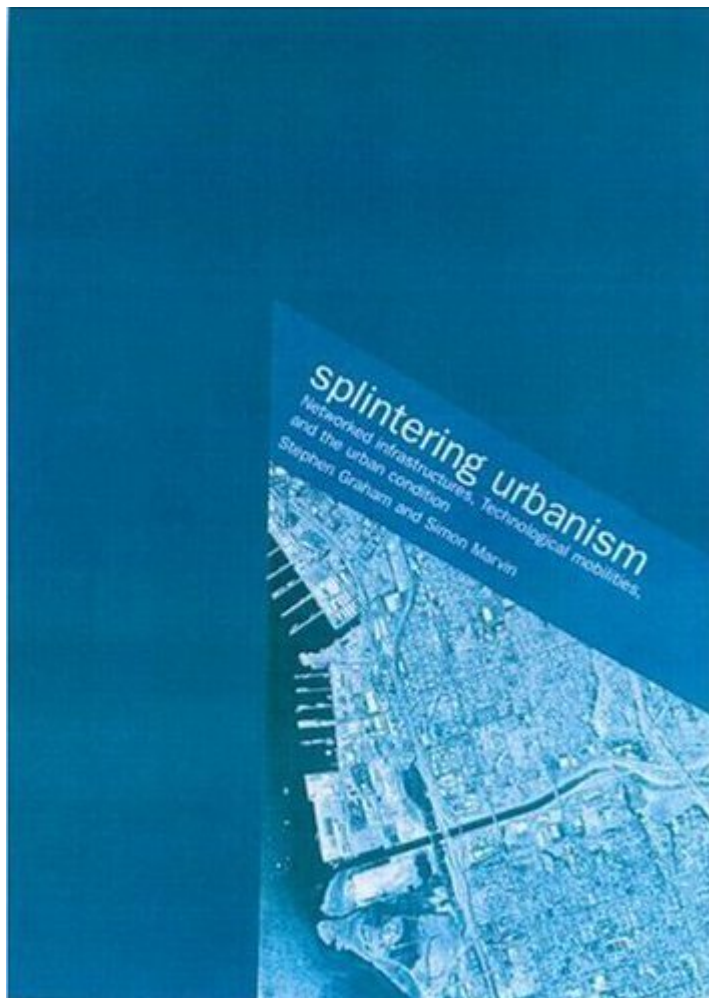 splintering urbanism
Networked infrastructures, Technological mobilities,
and the urban condition
Stephen Graham and Simon Marvin